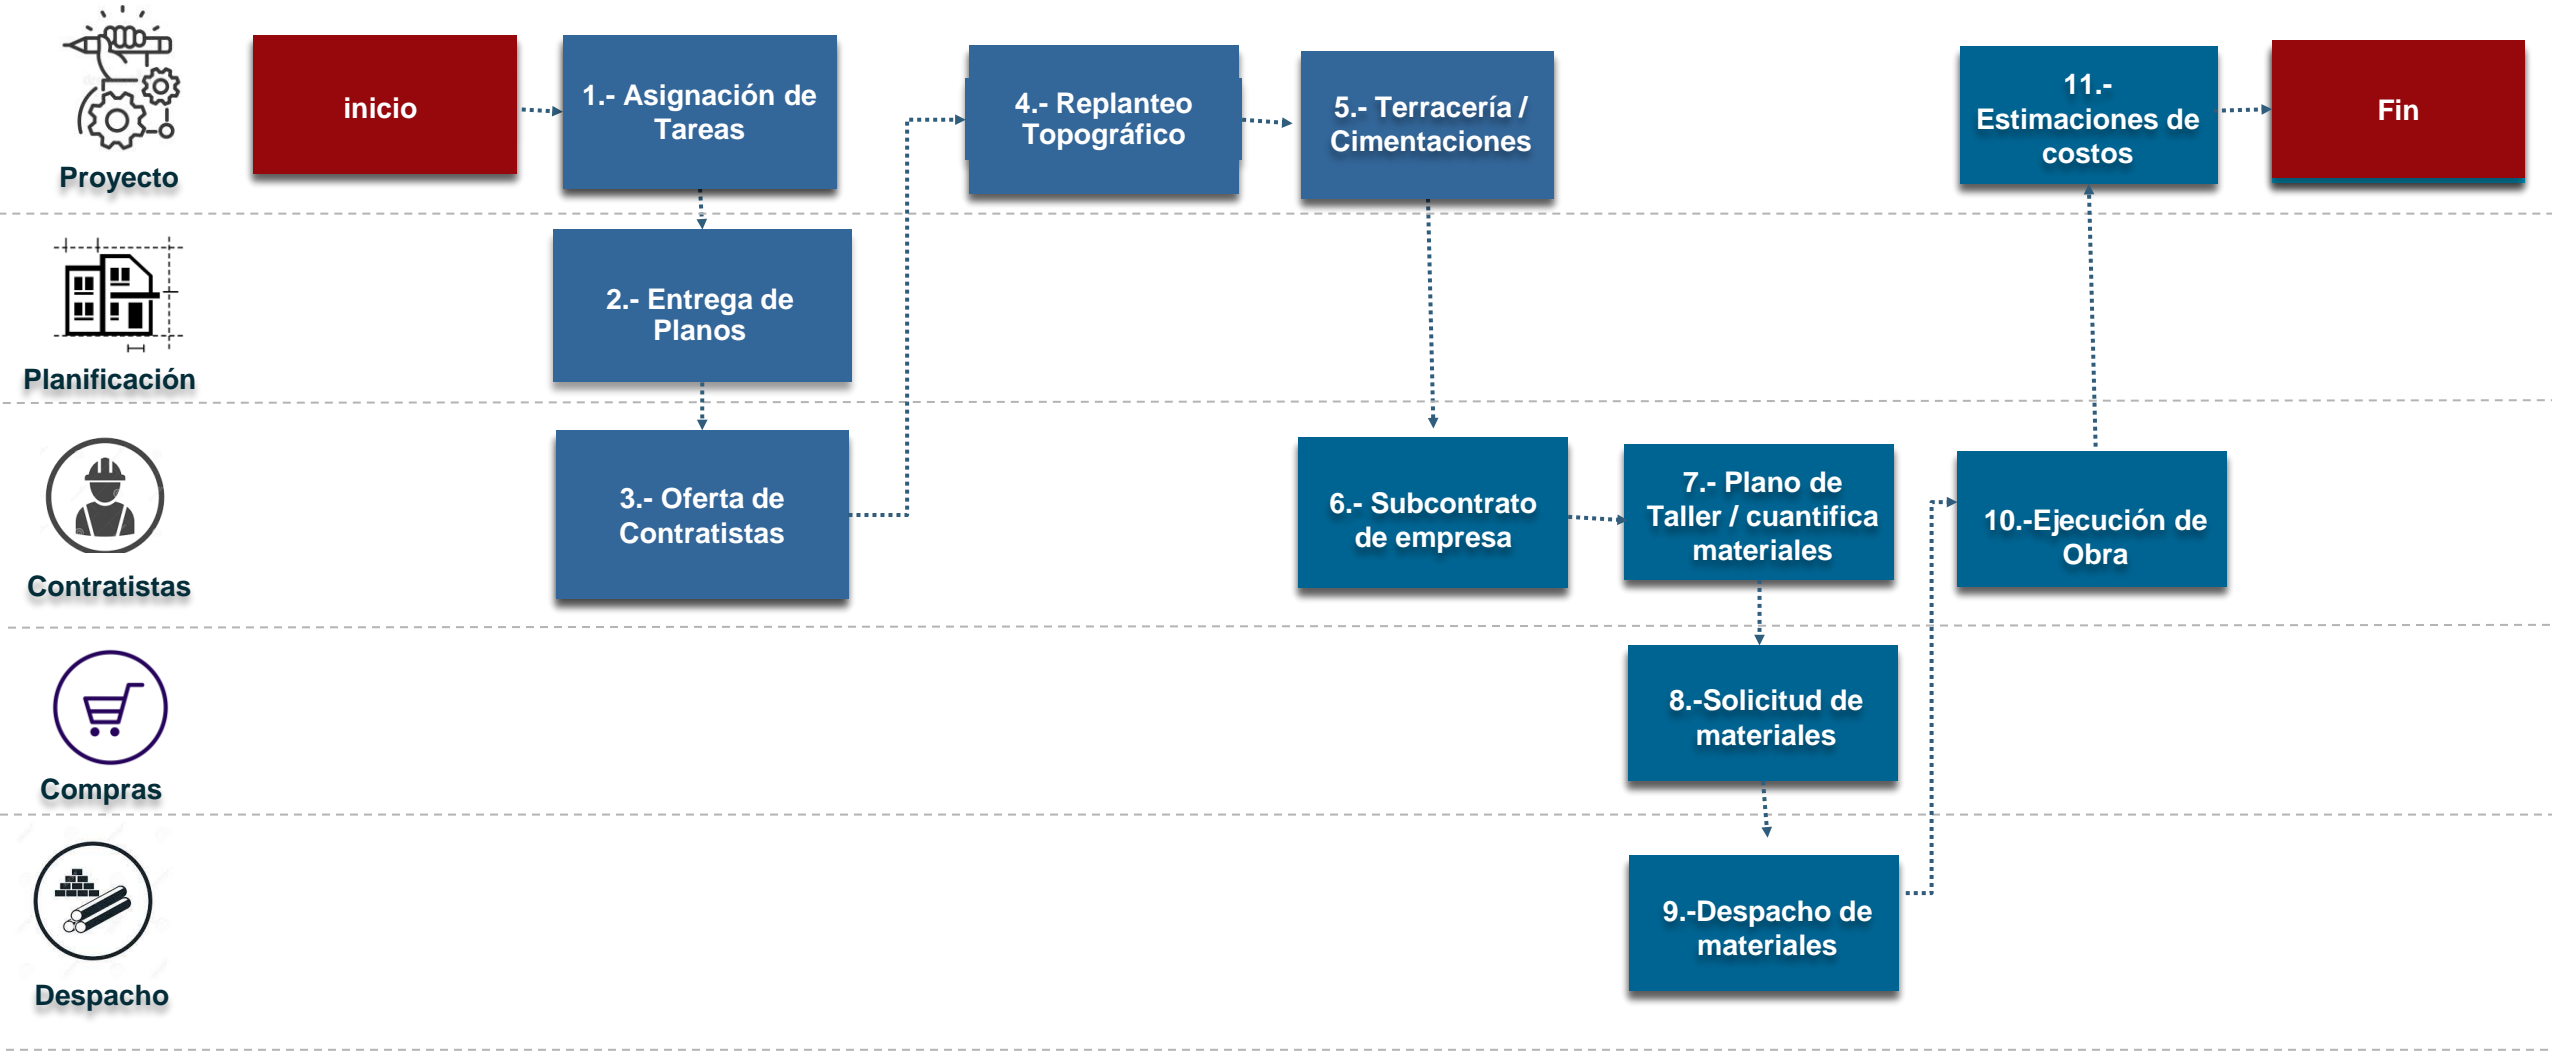 inicio
1.- Asignación de
Tareas
4.- Replanteo
Topográfico
5.- Terracería /
Cimentaciones
11.-
Estimaciones de
costos
Fin
Proyecto
2.- Entrega de
Planos
Planificación
3.- Oferta de
Contratistas
6.- Subcontrato
de empresa
7.- Plano de
Taller / cuantifica
materiales
10.-Ejecución de
Obra
Contratistas
8.-Solicitud de
materiales
Compras
9.-Despacho de
materiales
Despacho